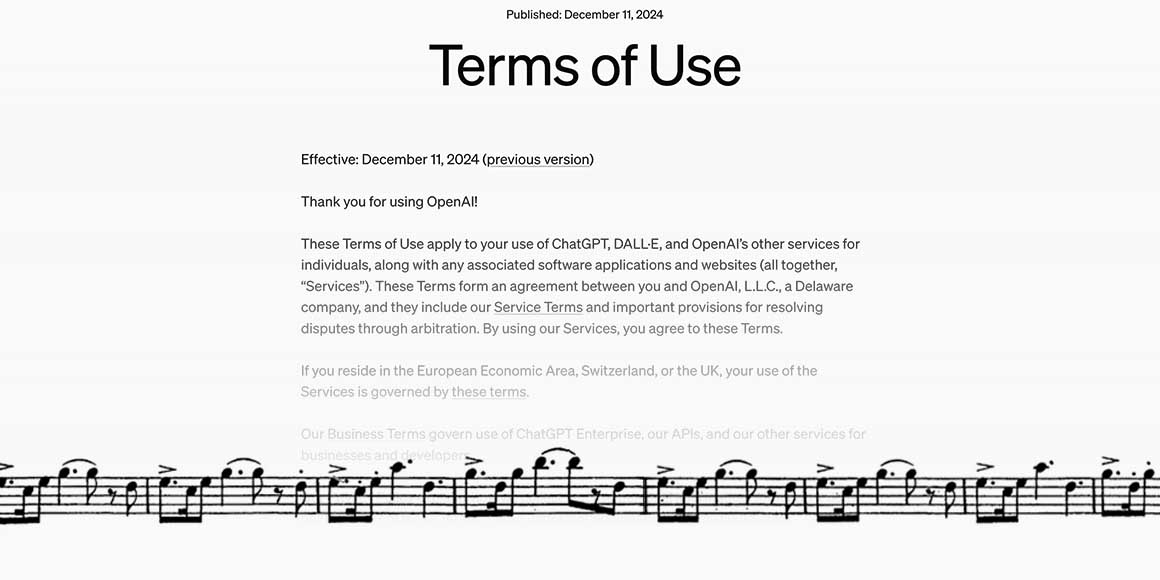 Published: December 11, 2024
Terms of Use
Effective: December 11, 2024 (previous version)
Thank you for using OpenAI!
These Terms of Use apply to your use of ChatGPT, DALL·E, and OpenAI’s other services for
individuals, along with any associated software applications and websites (all together,
“Services”). These Terms form an agreement between you and OpenAI, L.L.C., a Delaware
company, and they include our Service Terms and important provisions for resolving
disputes through arbitration. By using our Services, you agree to these Terms.
If you reside in the European Economic Area, Switzerland, or the UK, your use of the
Services is governed by these terms.
Our Business Terms govern use of ChatGPT Enterprise, our APIs, and our other services for
businesses and developers.